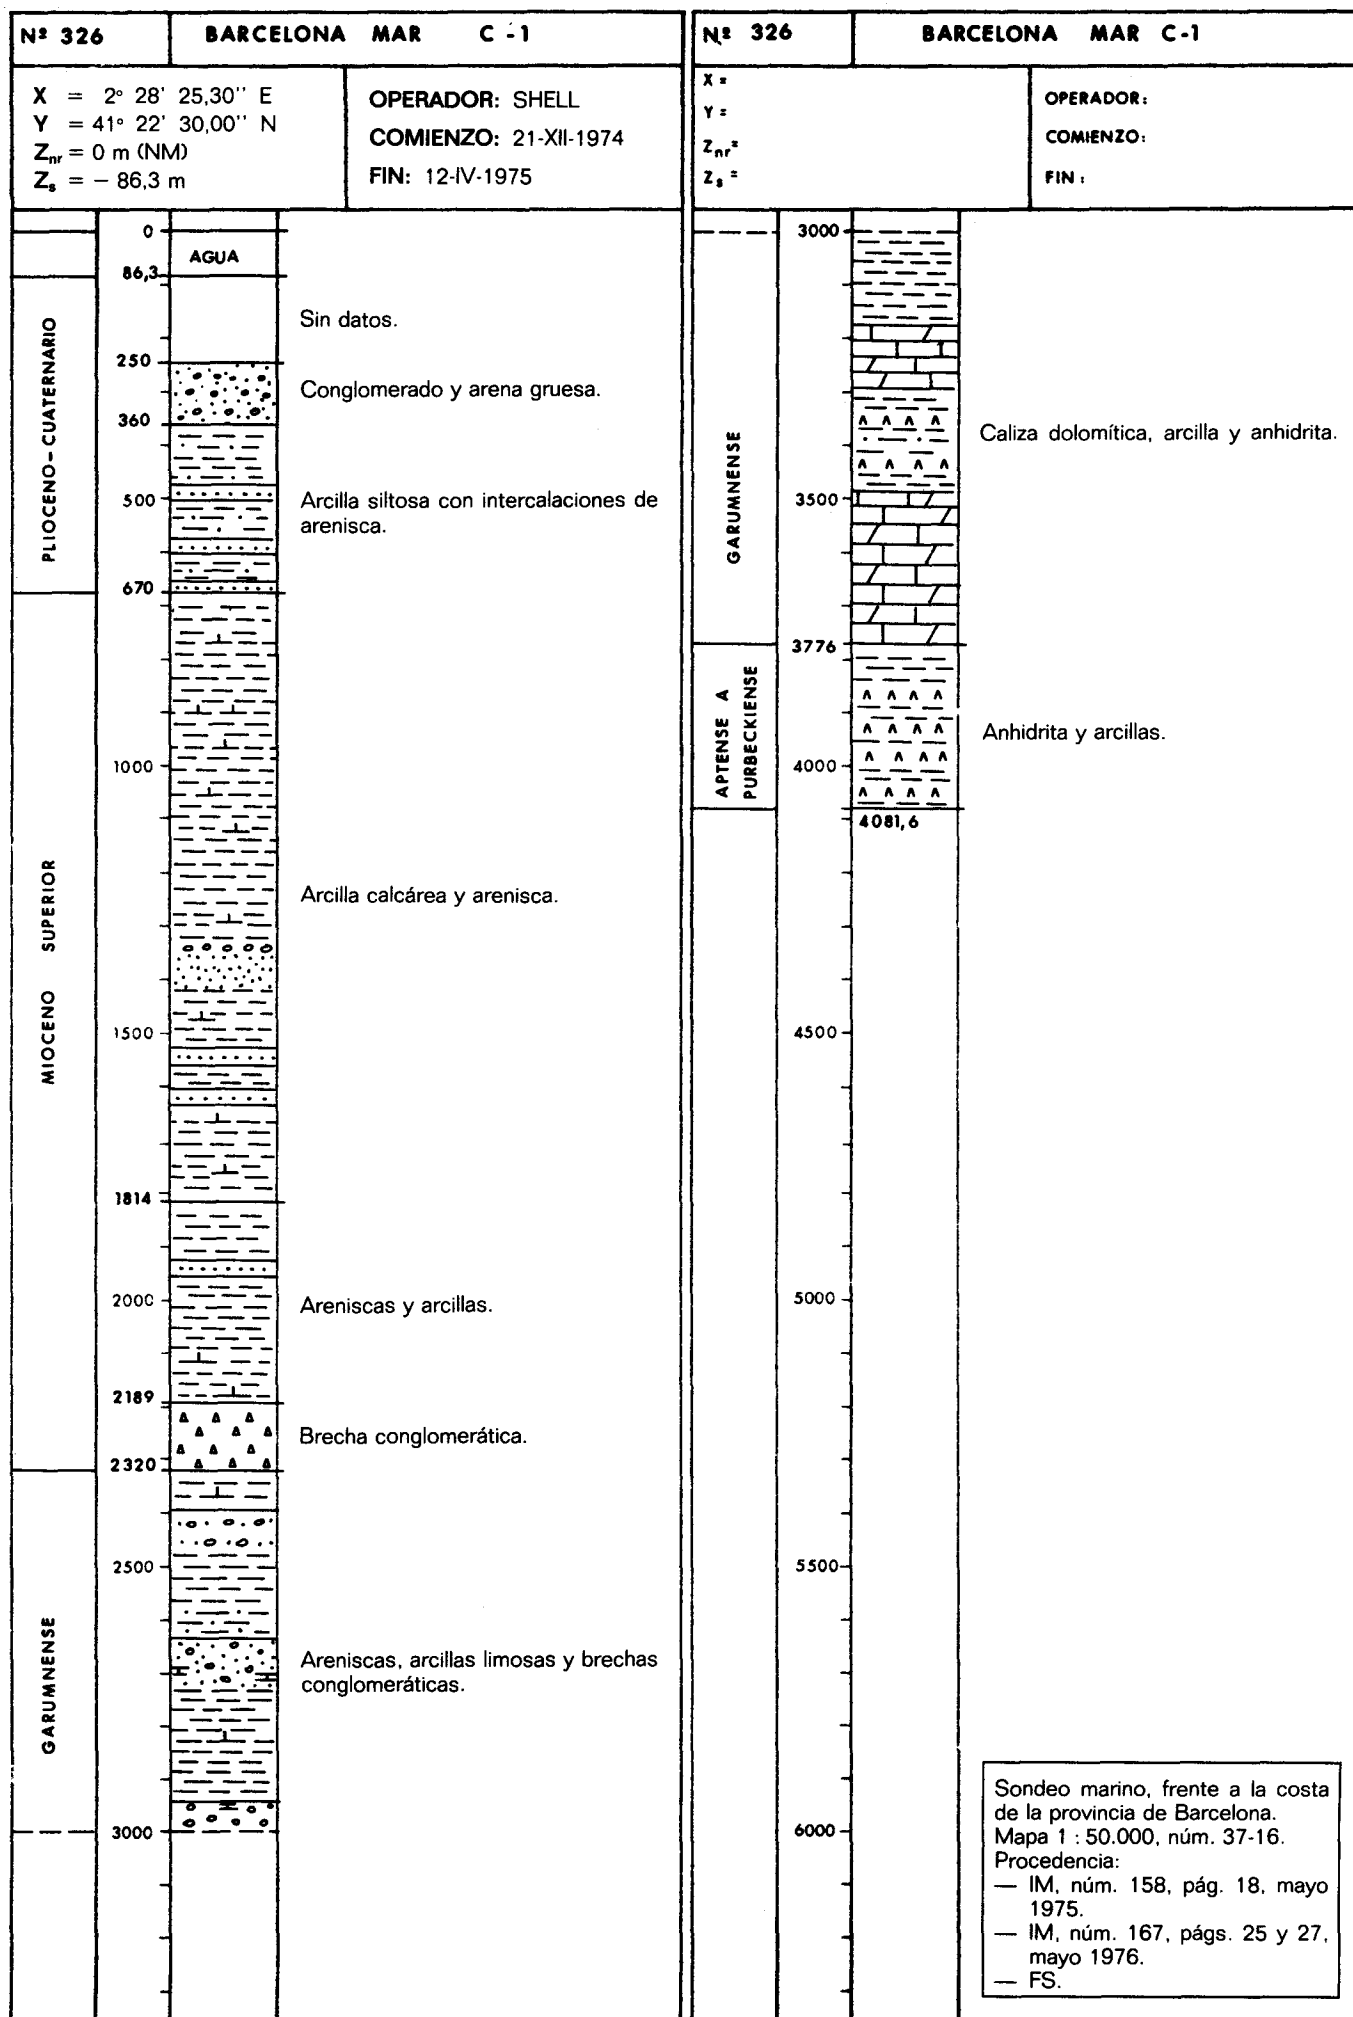 Nº 326
BARCELONA MAR C-1
X = 2° 28' 25,30'' E
Y = 41° 22' 30,00'' N
Znr = 0 m (NM)
Zs = − 86,3 m
OPERADOR: SHELL
COMIENZO: 21-XII-1974
FIN: 12-IV-1975
0
AGUA
86,3
Sin datos.
250
Conglomerado y arena gruesa.
360
PLIOCENO-CUATERNARIO
500
Arcilla siltosa con intercalaciones de
arenisca.
670
1000
Arcilla calcárea y arenisca.
MIOCENO SUPERIOR
1500
1814
2000
Areniscas y arcillas.
2189
Brecha conglomerática.
2320
2500
GARUMNENSE
Areniscas, arcillas limosas y brechas
conglomeráticas.
3000
Nº 326
BARCELONA MAR C-1
X =
Y =
Znr=
Zs =
OPERADOR:
COMIENZO:
FIN:
3000
GARUMNENSE
Caliza dolomítica, arcilla y anhidrita.
3500
3776
APTENSE A
PURBECKIENSE
Anhidrita y arcillas.
4000
4081,6
4500
5000
5500
6000
Sondeo marino, frente a la costa
de la provincia de Barcelona.
Mapa 1 : 50.000, núm. 37-16.
Procedencia:
— IM, núm. 158, pág. 18, mayo
1975.
— IM, núm. 167, págs. 25 y 27,
mayo 1976.
— FS.